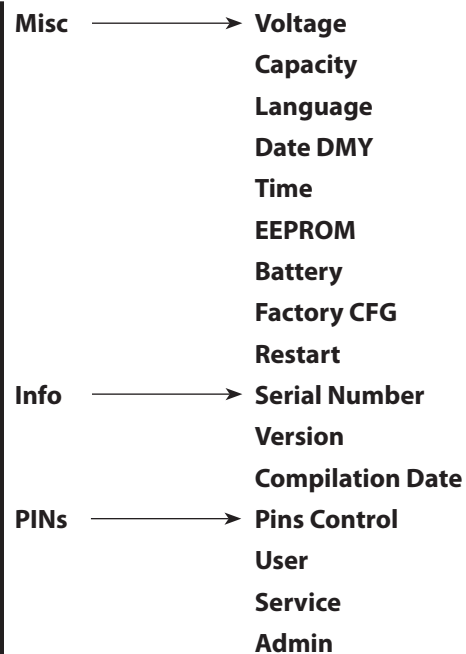 Misc Voltage
Capacity
Language
Date DMY
Time
EEPROM
Battery
Factory CFG
Restart
Info Serial Number
Version
Compilation Date
PINs Pins Control
User
Service
Admin